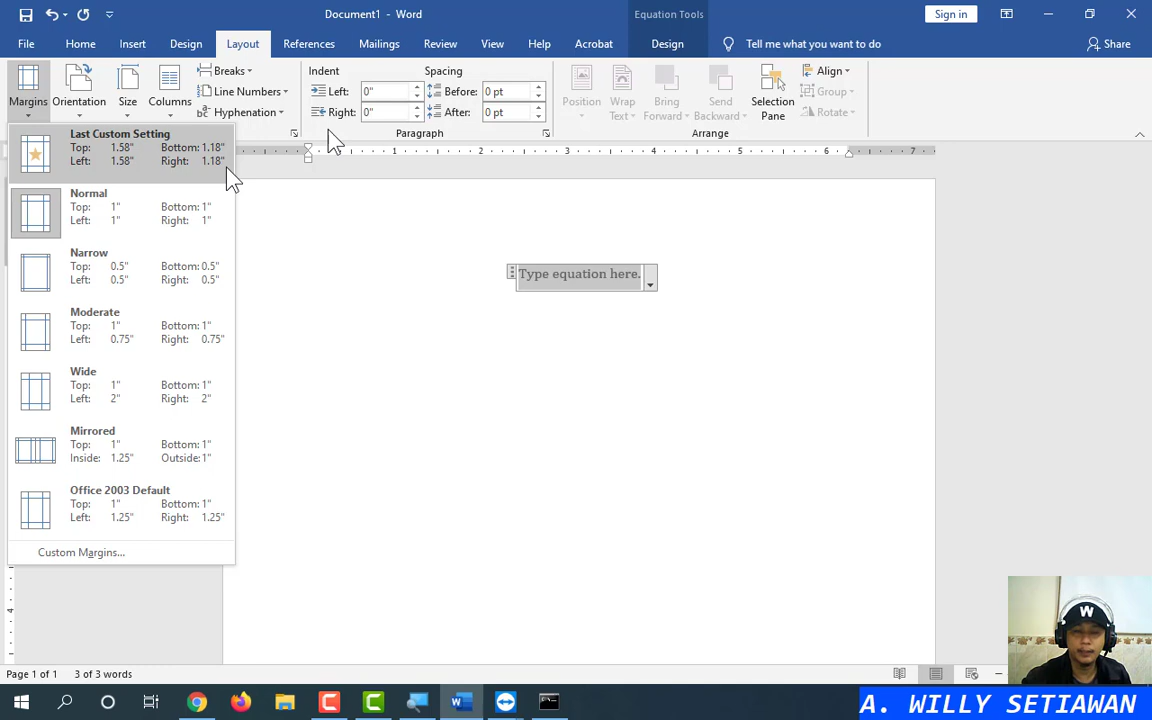 Document1 - Word
Equation Tools
Sign in
File
Home
Insert
Design
Layout
References
Mailings
Review
View
Help
Acrobat
Design
Tell me what you want to do
Share
Margins
Orientation
Size
Columns
Breaks
Line Numbers
Hyphenation
Indent
Left: 0"
Right: 0"
Spacing
Before: 0 pt
After: 0 pt
Paragraph
Position
Wrap
Text
Bring
Forward
Send
Backward
Selection
Pane
Align
Group
Rotate
Arrange
Last Custom Setting
Top: 1.58" Bottom: 1.18"
Left: 1.58" Right: 1.18"
Normal
Top: 1" Bottom: 1"
Left: 1" Right: 1"
Narrow
Top: 0.5" Bottom: 0.5"
Left: 0.5" Right: 0.5"
Moderate
Top: 1" Bottom: 1"
Left: 0.75" Right: 0.75"
Wide
Top: 1" Bottom: 1"
Left: 2" Right: 2"
Mirrored
Top: 1" Bottom: 1"
Inside: 1.25" Outside: 1"
Office 2003 Default
Top: 1" Bottom: 1"
Left: 1.25" Right: 1.25"
Custom Margins...
1 2 3 4 5 6 7
Type equation here.
4
W
Page 1 of 1 3 of 3 words
A. WILLY SETIAWAN